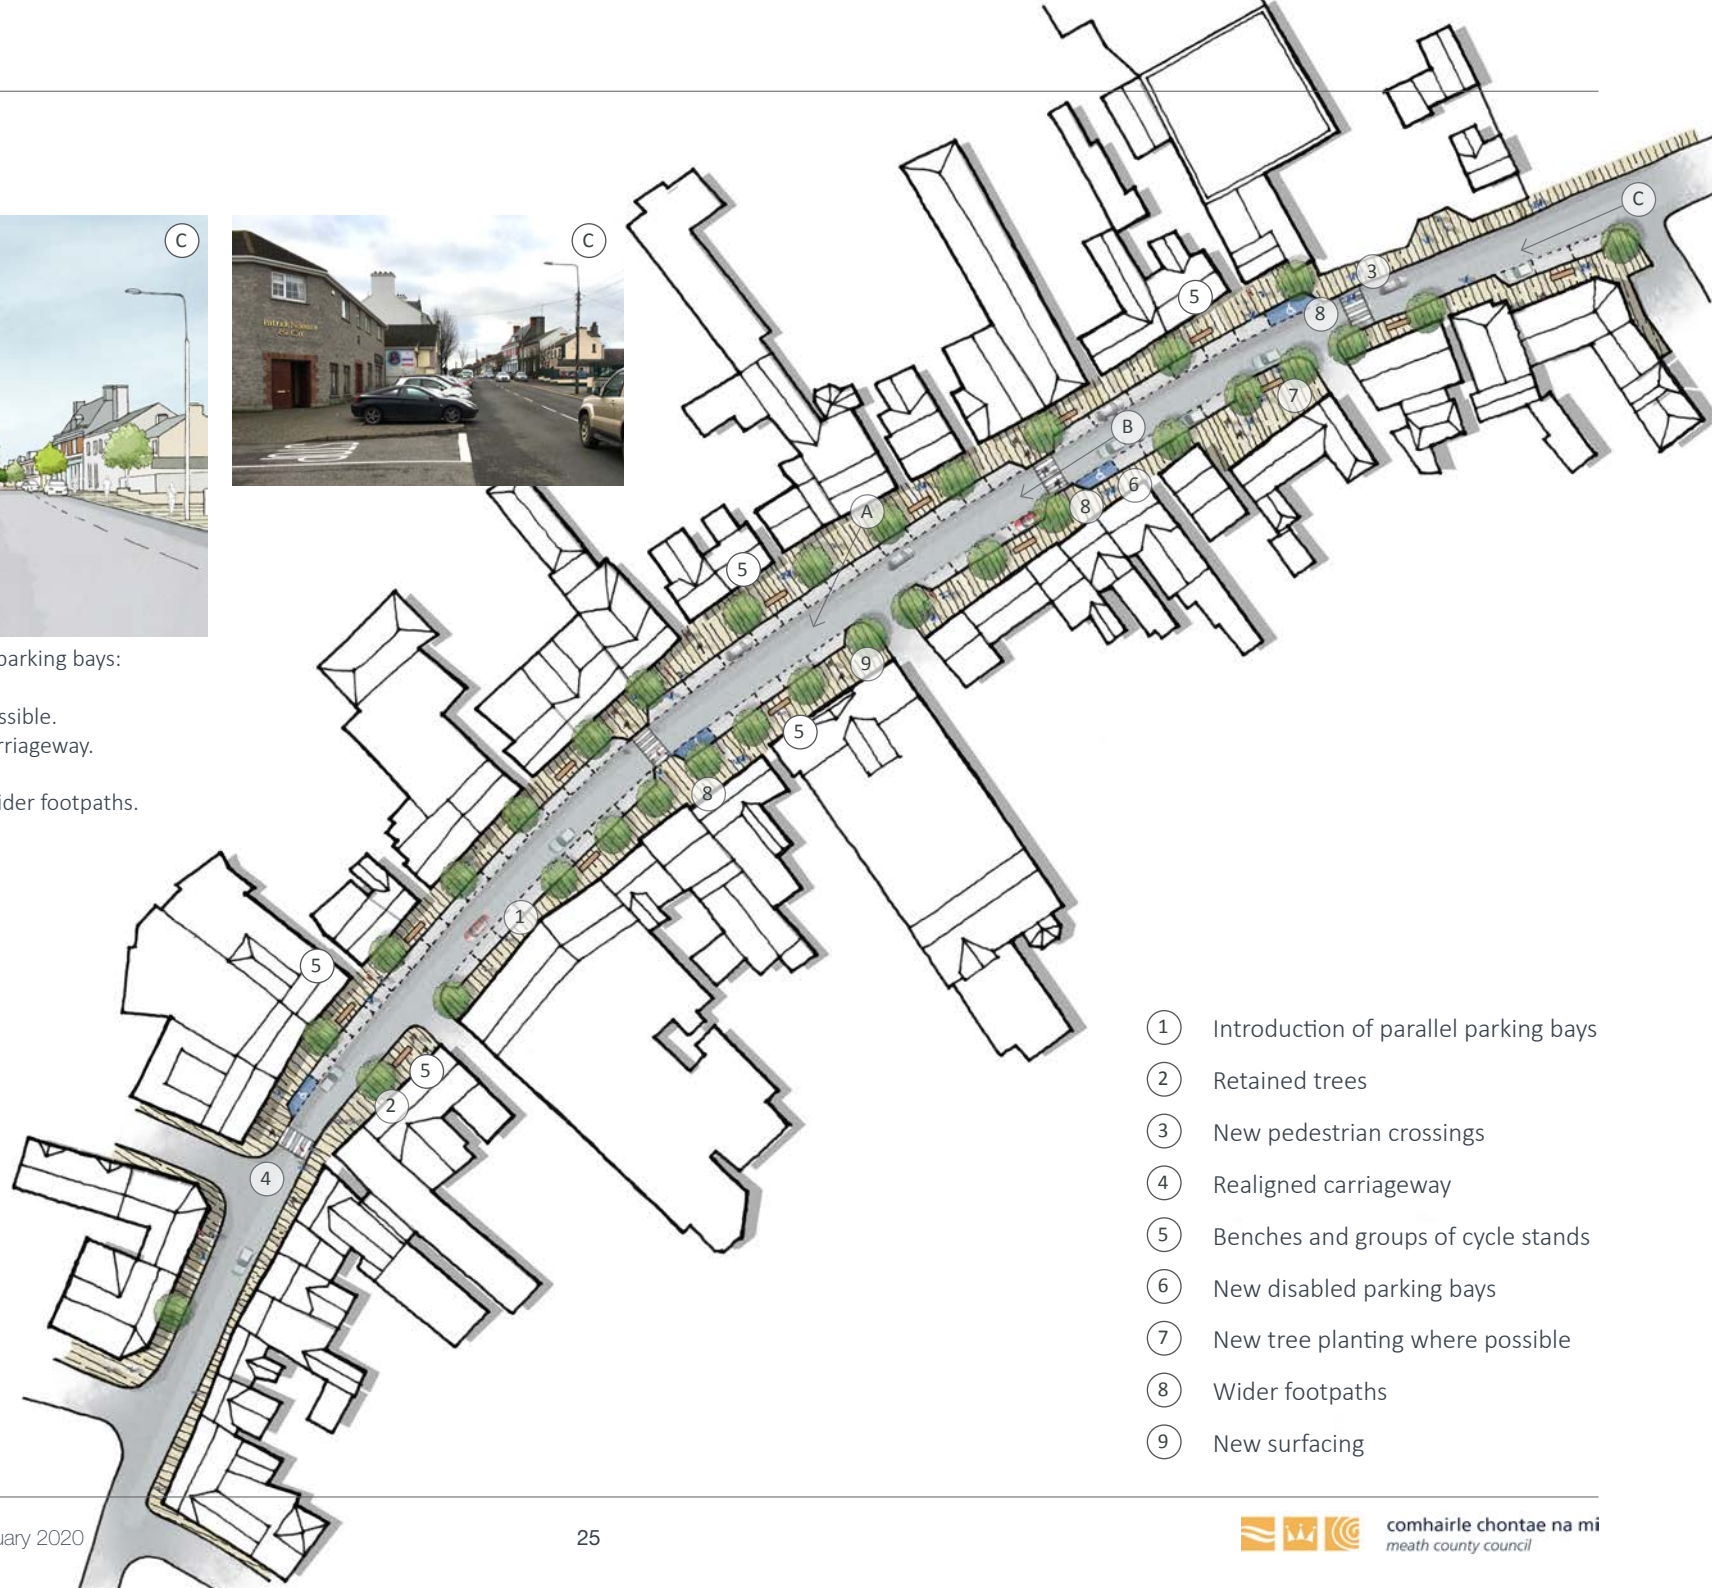 C
C
parking bays:
ssible.
rriageway.
ider footpaths.
C
3
5
8
7
B
6
8
A
5
9
5
8
1
5
5
2
4
1 Introduction of parallel parking bays
2 Retained trees
3 New pedestrian crossings
4 Realigned carriageway
5 Benches and groups of cycle stands
6 New disabled parking bays
7 New tree planting where possible
8 Wider footpaths
9 New surfacing
uary 2020
25
comhairle chontae na mí
meath county council